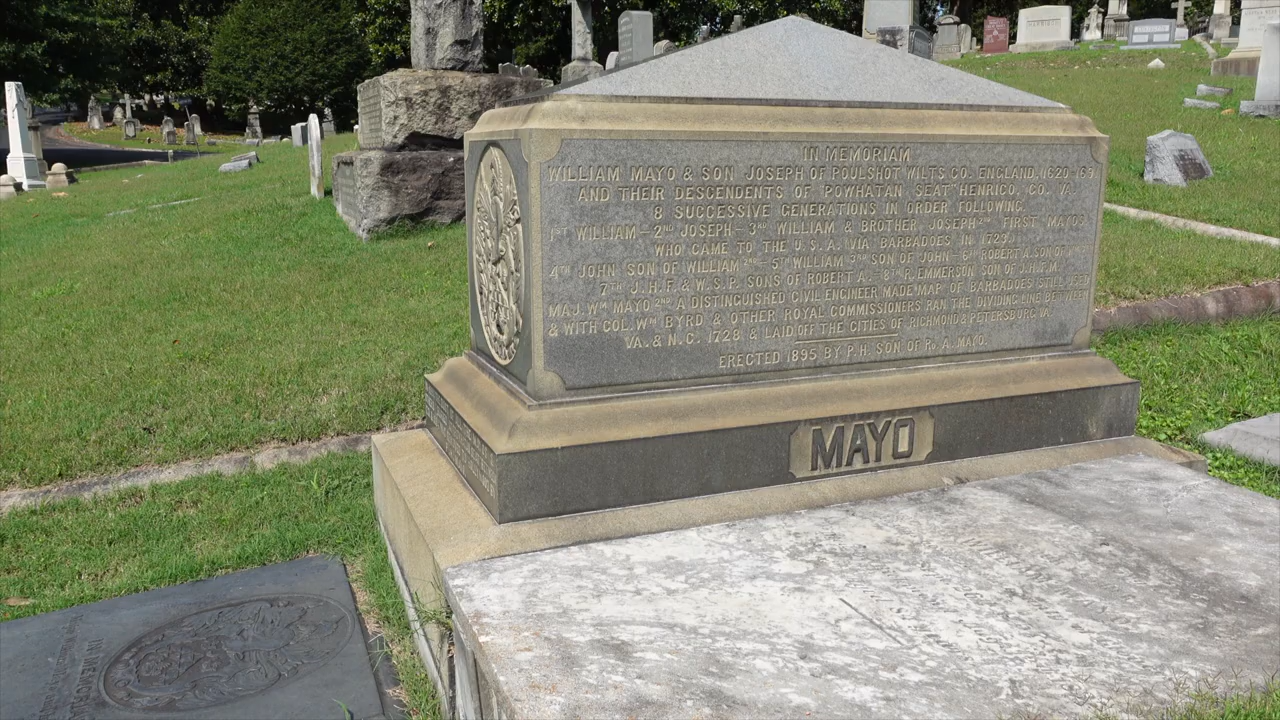 IN MEMORIAM
WILLIAM MAYO & SON JOSEPH OF POULSHOT WILTS CO. ENGLAND,
AND THEIR DESCENDENTS OF "POWHATAN SEAT" HENRICO, CO. VA.
8 SUCCESSIVE GENERATIONS IN ORDER FOLLOWING.
1ST WILLIAM - 2ND JOSEPH - 3RD WILLIAM & BROTHER JOSEPH 2ND FIRST MAYOS
WHO CAME TO THE U.S.A. (VIA BARBADOES IN 1723.)
4TH JOHN SON OF WILLIAM 2ND - 5TH WILLIAM 3RD SON OF JOHN - 6TH ROBERT A. SON OF
7TH J.H.F. & W.S.P. SONS OF ROBERT A. - 8TH R. EMMERSON SON OF J.H.P.M.
MAJ. WM MAYO 2ND A DISTINGUISHED CIVIL ENGINEER MADE MAP OF BARBADOES STILL USED
& WITH COL. WM BYRD & OTHER ROYAL COMMISSIONERS RAN THE DIVIDING LINE BETWEEN
VA. & N.C. 1728 & LAID OFF THE CITIES OF RICHMOND & PETERSBURG, VA.
ERECTED 1895 BY P.H. SON OF RO. A. MAYO.
MAYO